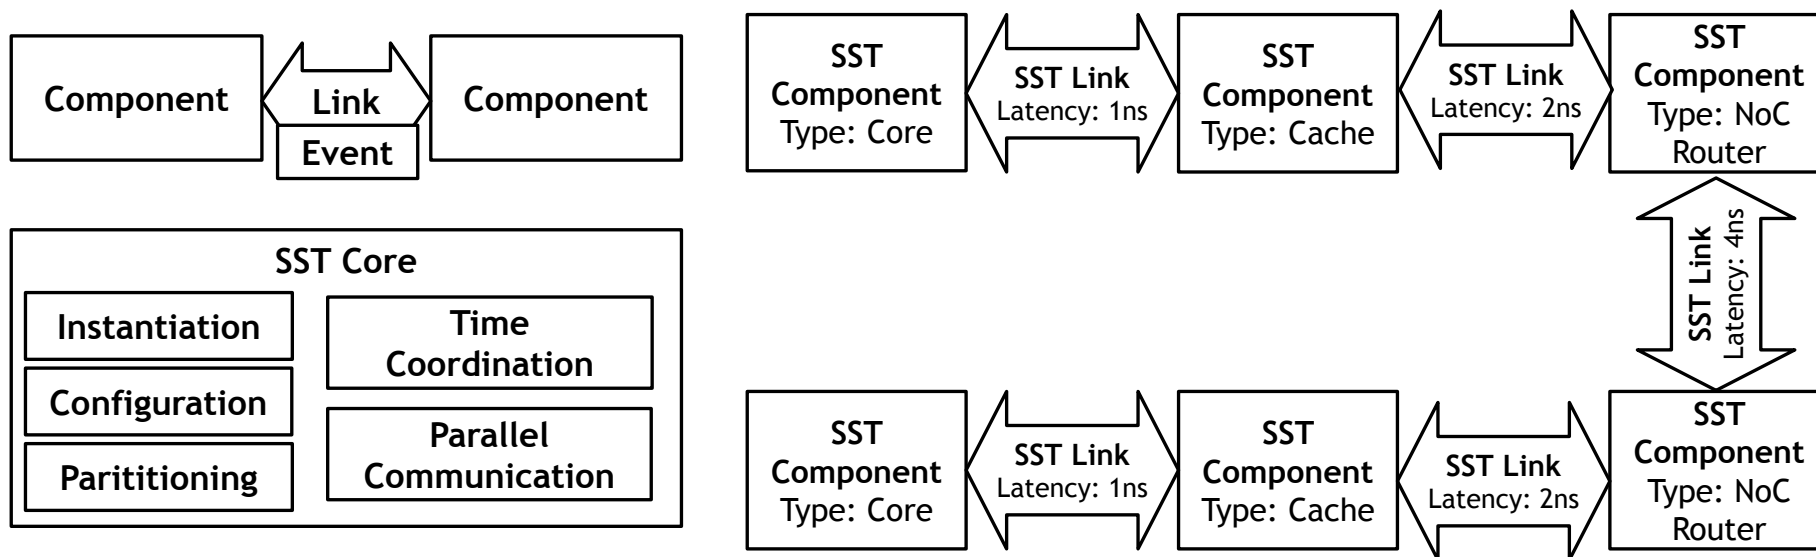 Component
Link
Event
Component
SST Core
Instantiation
Configuration
Parititioning
Time
Coordination
Parallel
Communication
SST
Component
Type: Core
SST Link
Latency: 1ns
SST
Component
Type: Cache
SST Link
Latency: 2ns
SST
Component
Type: NoC
Router
SST Link
Latency: 4ns
SST
Component
Type: Core
SST Link
Latency: 1ns
SST
Component
Type: Cache
SST Link
Latency: 2ns
SST
Component
Type: NoC
Router